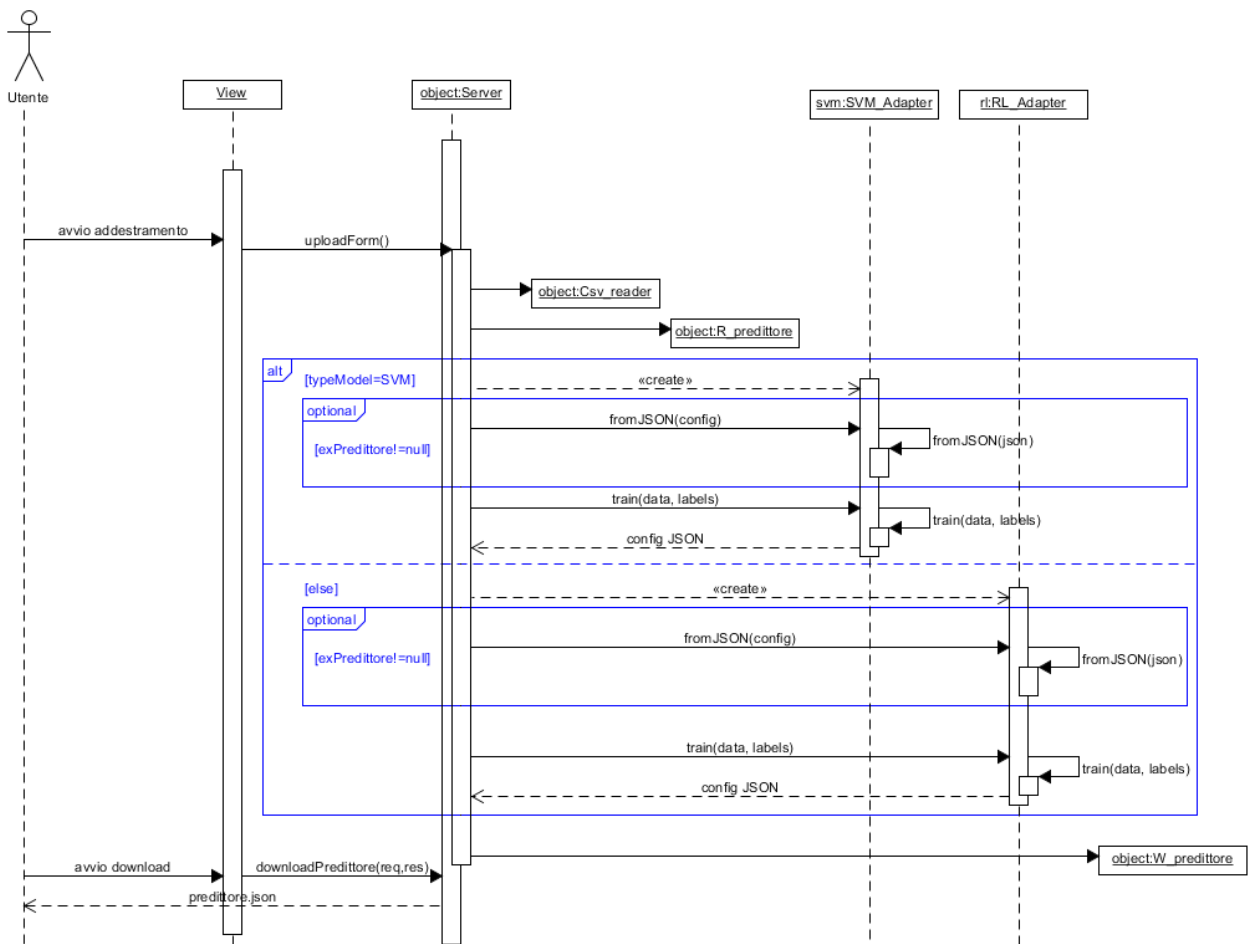 Utente
View
object:Server
svm:SVM_Adapter
rl:RL_Adapter
avvio addestramento
uploadForm()
object:Csv_reader
object:R_predittore
alt
[typeModel=SVM]
«create»
optional
fromJSON(config)
fromJSON(json)
[exPredittore!=null]
train(data, labels)
train(data, labels)
config JSON
[else]
«create»
optional
fromJSON(config)
fromJSON(json)
[exPredittore!=null]
train(data, labels)
train(data, labels)
config JSON
object:W_predittore
avvio download
downloadPredittore(req,res)
predittore.json